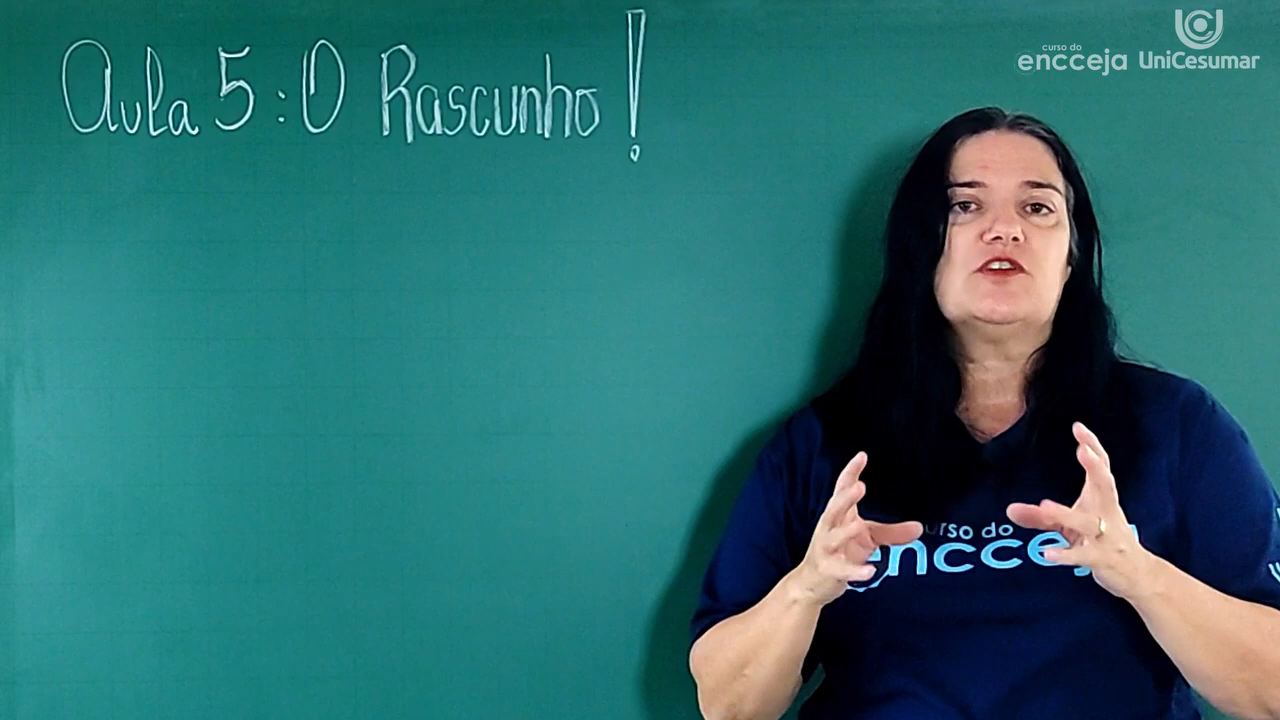 Aula 5: O Rascunho!
curso do
encceja UniCesumar
urso do
encceja